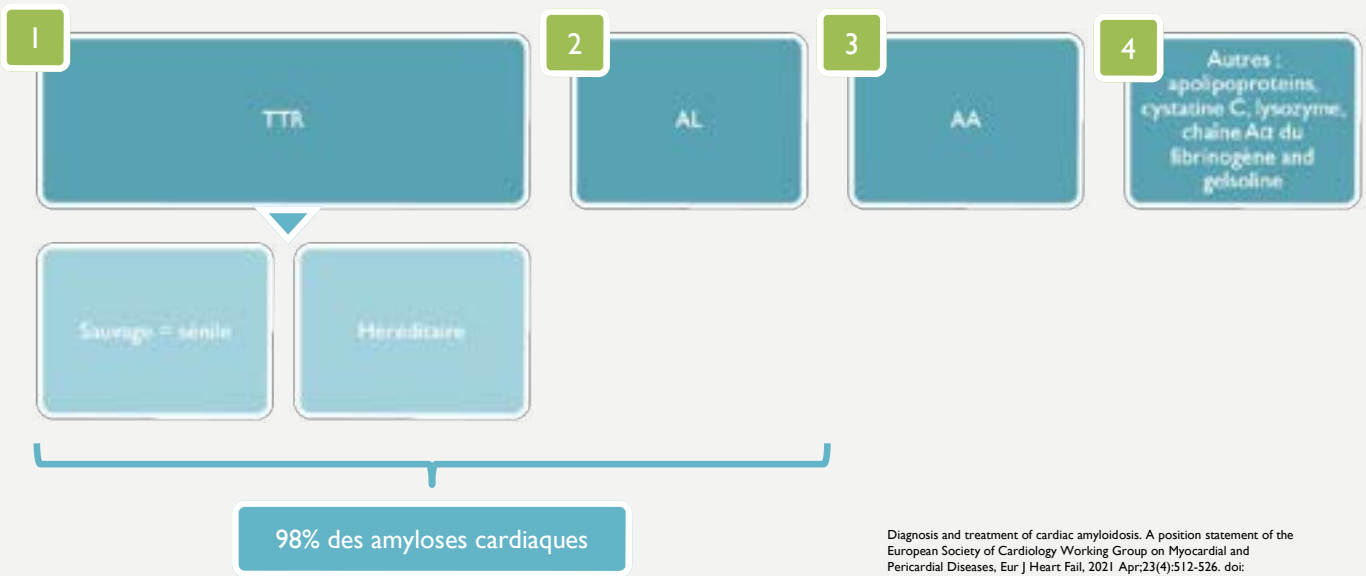 1
TTR
2
AL
3
AA
4
Autres :
apolipoproteins,
cystatine C, lysozyme,
chaîne Aα du
fibrinogène and
gelsoline
Sauvage = sénile
Héréditaire
98% des amyloses cardiaques
Diagnosis and treatment of cardiac amyloidosis. A position statement of the
European Society of Cardiology Working Group on Myocardial and
Pericardial Diseases, Eur J Heart Fail, 2021 Apr;23(4):512-526. doi: